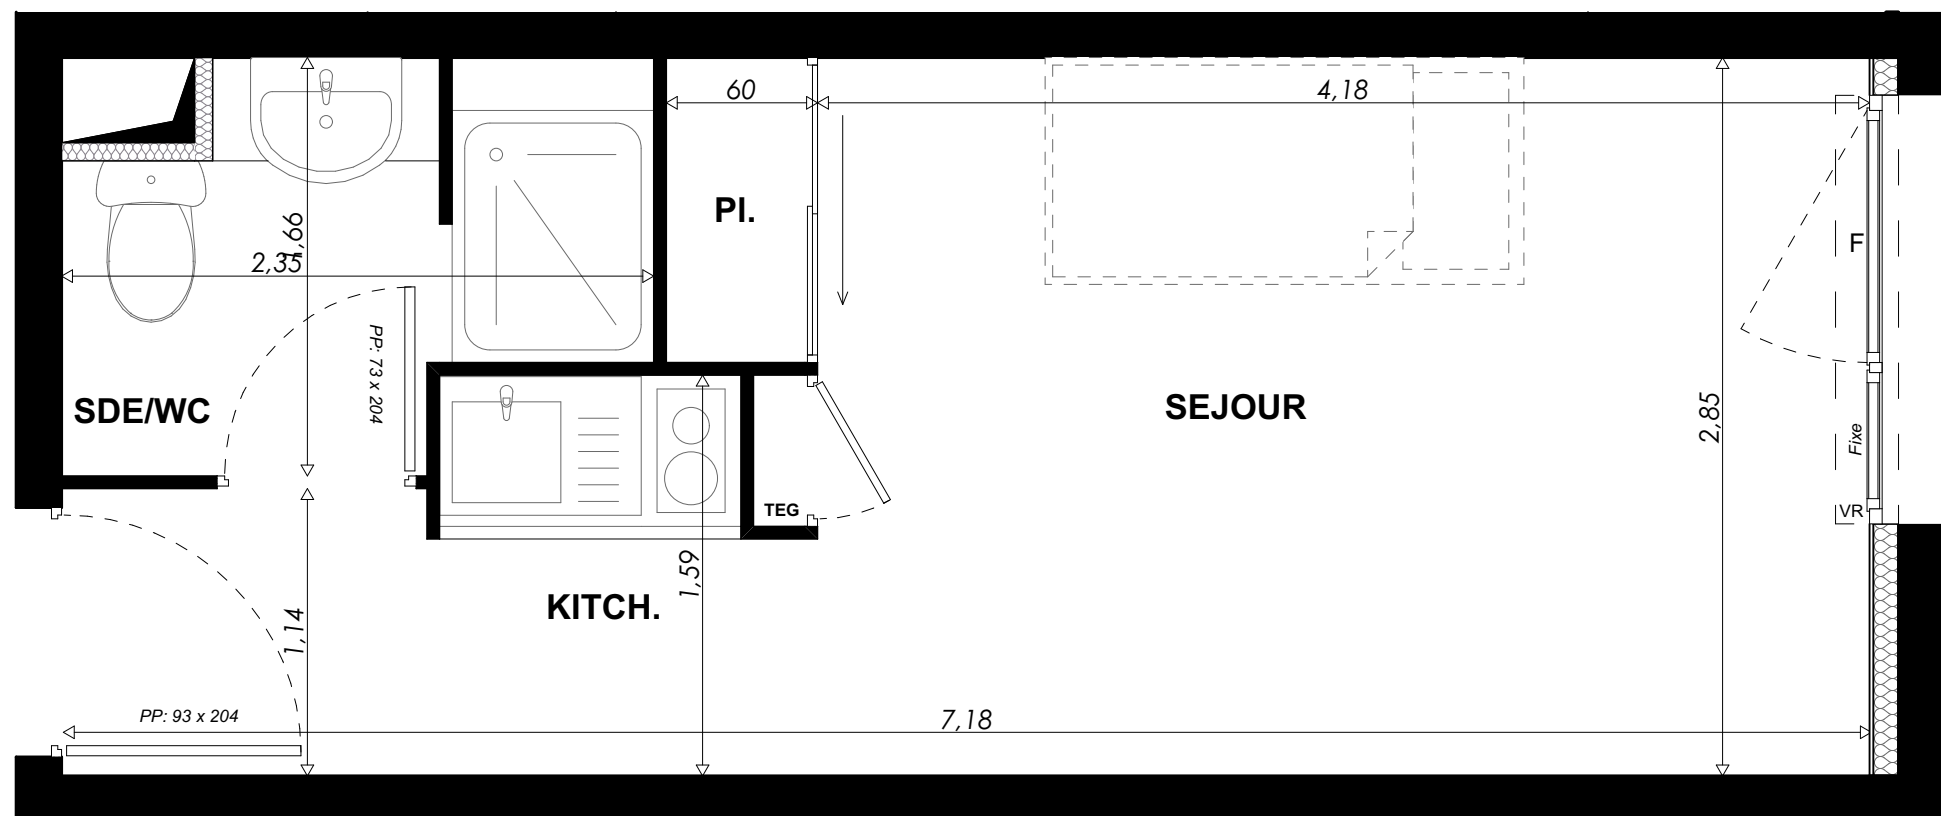 60
4,18
Pl.
1,66
2,35
F
PP: 73 x 204
SDE/WC
SEJOUR
2,85
Fixe
TEG
VR
1,59
KITCH.
1,14
PP: 93 x 204
7,18